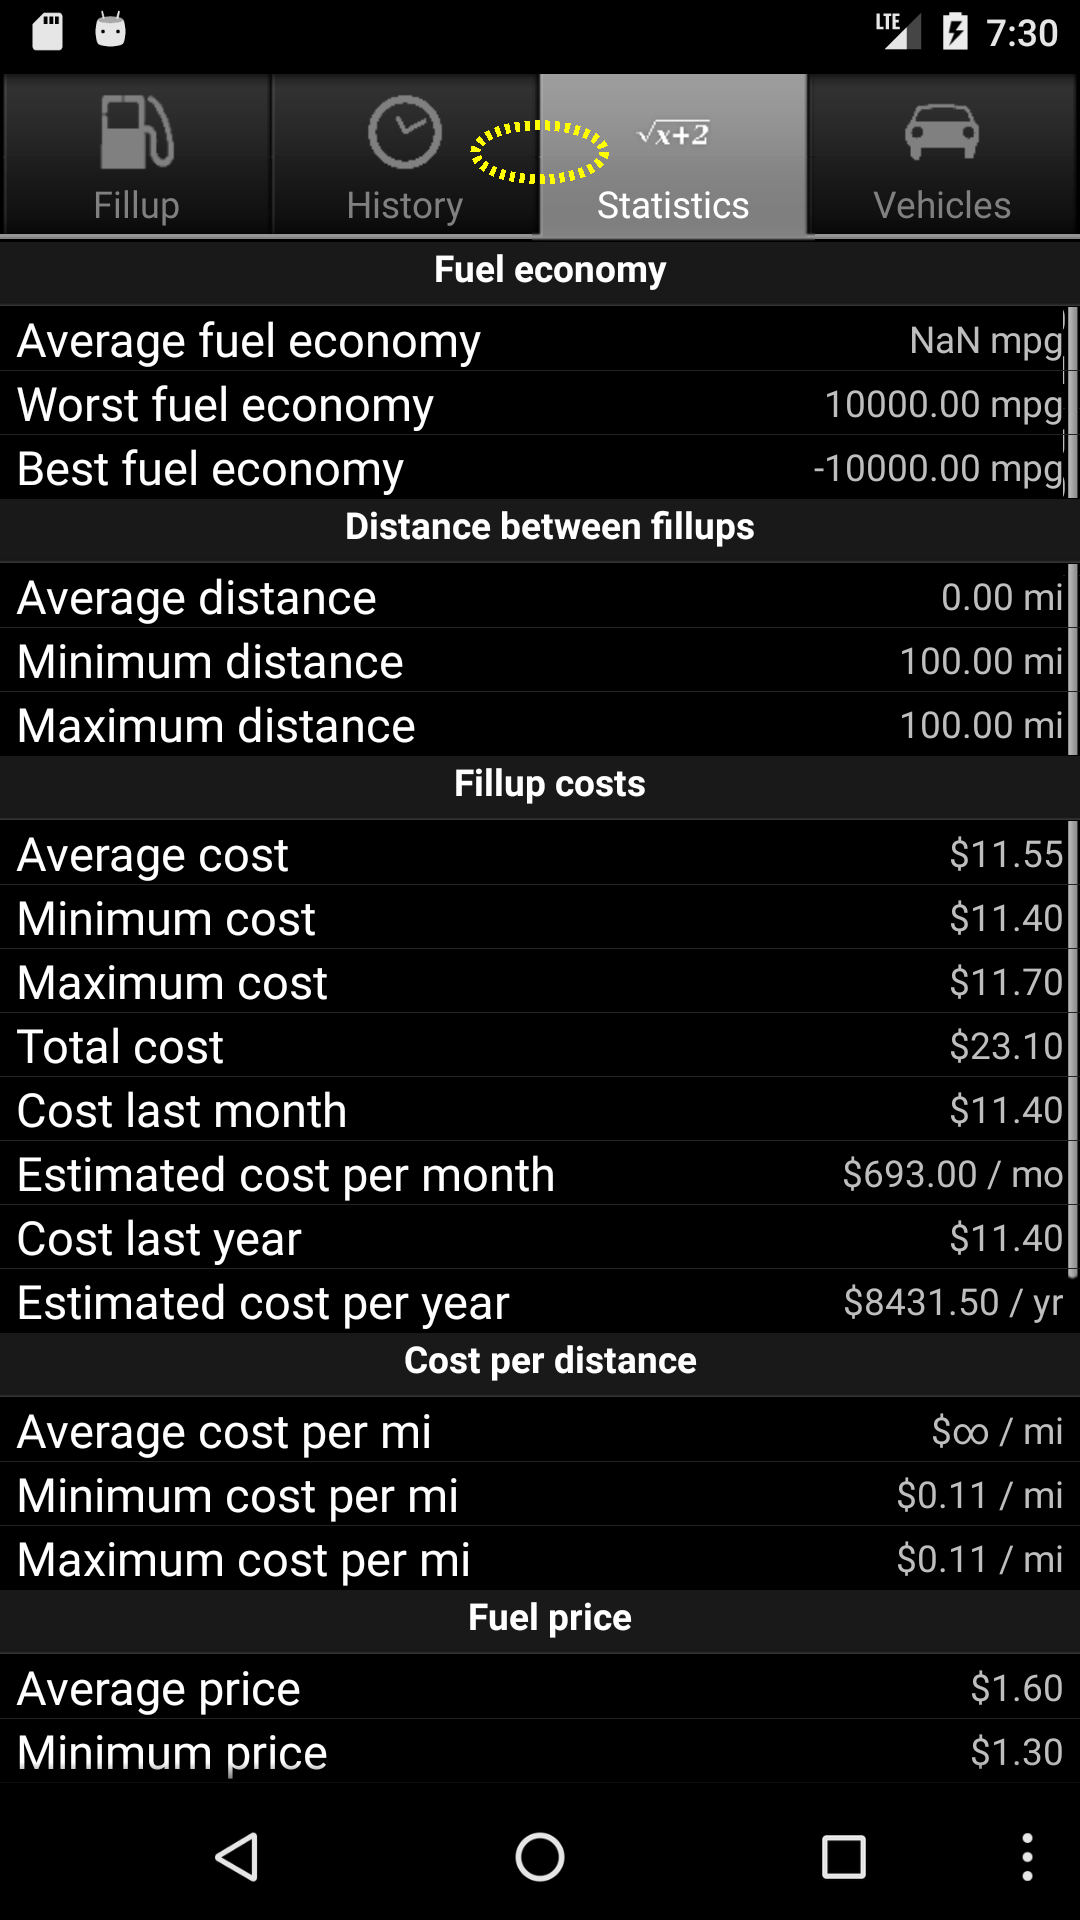 LTE 7:30
√x+2
Fillup History Statistics Vehicles
Fuel economy
Average fuel economy NaN mpg
Worst fuel economy 10000.00 mpg
Best fuel economy -10000.00 mpg
Distance between fillups
Average distance 0.00 mi
Minimum distance 100.00 mi
Maximum distance 100.00 mi
Fillup costs
Average cost $11.55
Minimum cost $11.40
Maximum cost $11.70
Total cost $23.10
Cost last month $11.40
Estimated cost per month $693.00 / mo
Cost last year $11.40
Estimated cost per year $8431.50 / yr
Cost per distance
Average cost per mi $∞ / mi
Minimum cost per mi $0.11 / mi
Maximum cost per mi $0.11 / mi
Fuel price
Average price $1.60
Minimum price $1.30